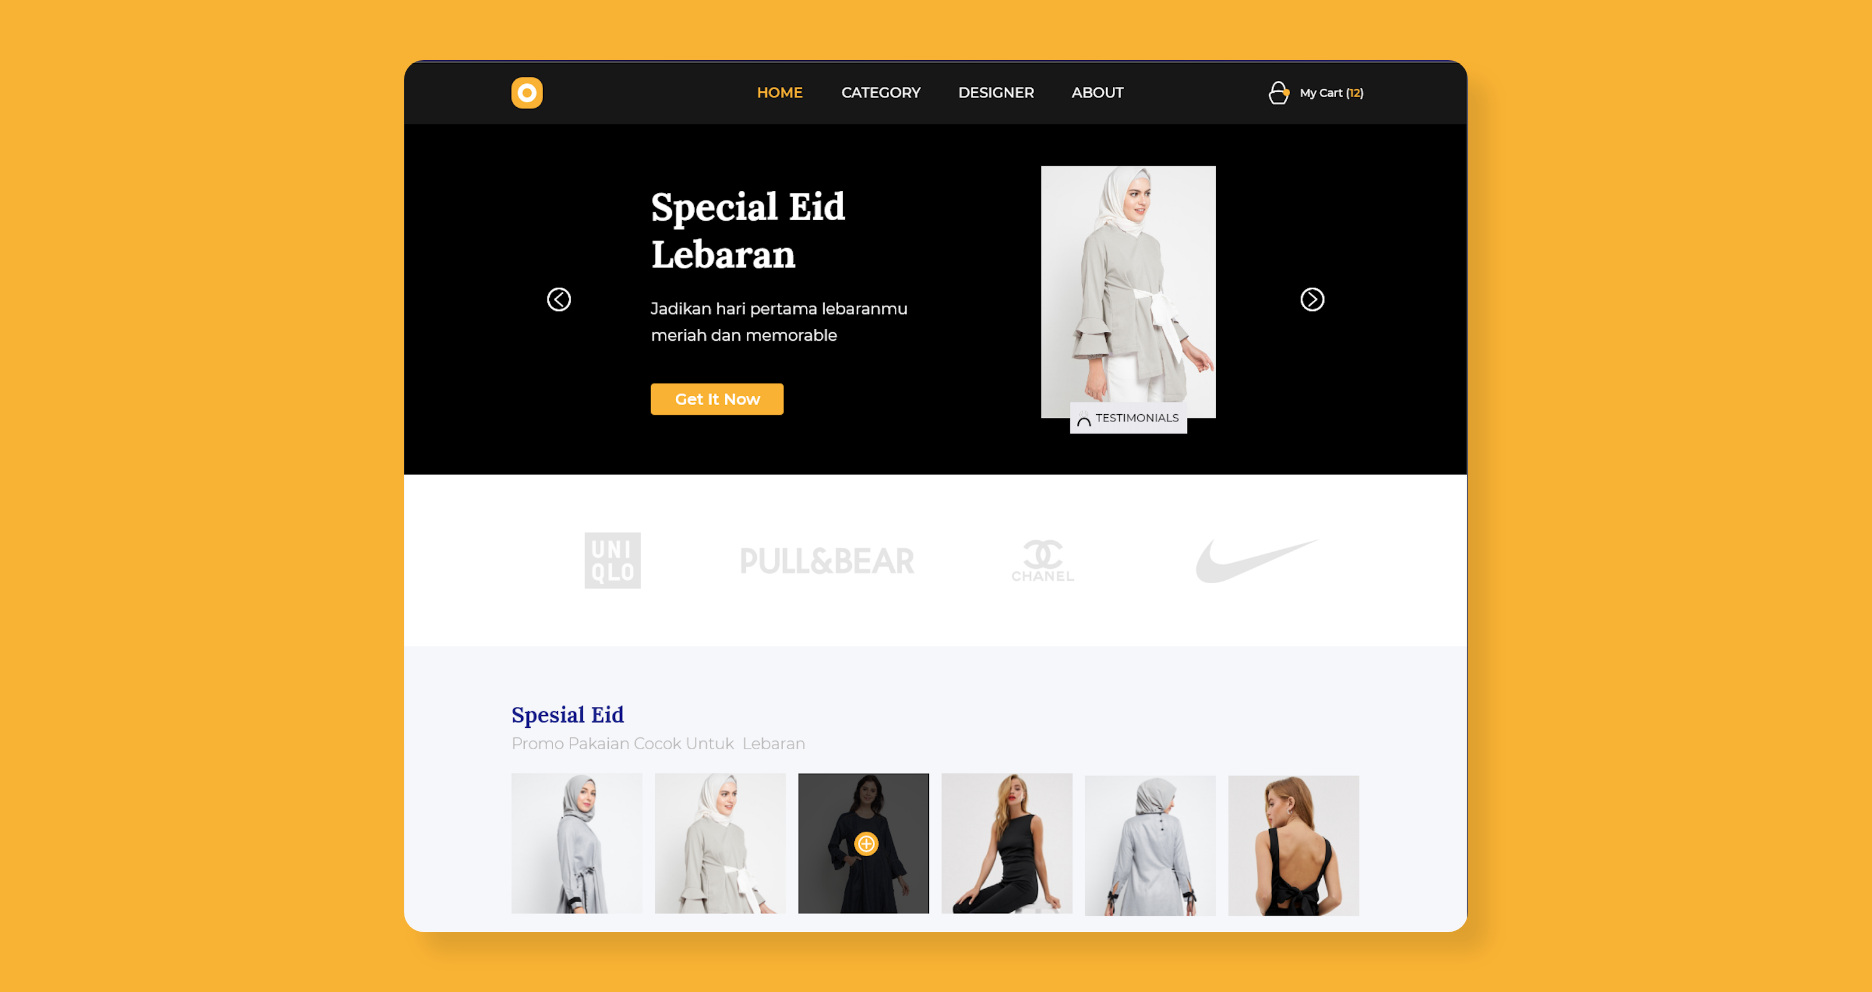 HOME CATEGORY DESIGNER ABOUT My Cart (12)
Special Eid
Lebaran
Jadikan hari pertama lebaranmu
meriah dan memorable
Get It Now
TESTIMONIALS
UNI
QLO
PULL&BEAR
CHANEL
Spesial Eid
Promo Pakaian Cocok Untuk Lebaran